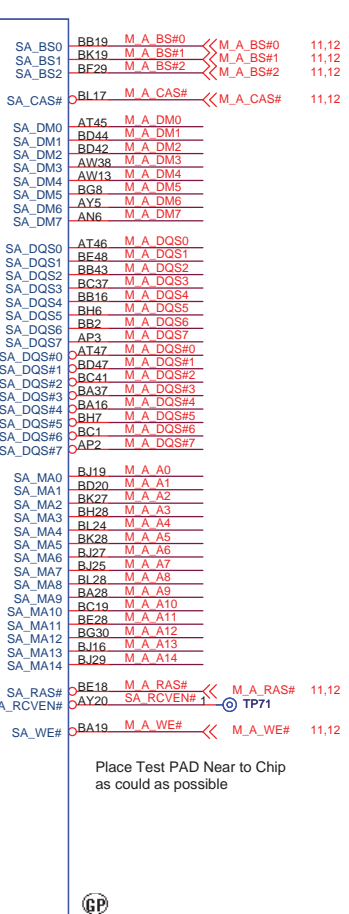 SA_BS0 BB19 M_A_BS#0 M_A_BS#0 11,12
SA_BS1 BK19 M_A_BS#1 M_A_BS#1 11,12
SA_BS2 BF29 M_A_BS#2 M_A_BS#2 11,12
SA_CAS# BL17 M_A_CAS# M_A_CAS# 11,12
SA_DM0 AT45 M_A_DM0
SA_DM1 BD44 M_A_DM1
SA_DM2 BD42 M_A_DM2
SA_DM3 AW38 M_A_DM3
SA_DM4 AW13 M_A_DM4
SA_DM5 BG8 M_A_DM5
SA_DM6 AY5 M_A_DM6
SA_DM7 AN6 M_A_DM7
SA_DQS0 AT46 M_A_DQS0
SA_DQS1 BE48 M_A_DQS1
SA_DQS2 BB43 M_A_DQS2
SA_DQS3 BC37 M_A_DQS3
SA_DQS4 BB16 M_A_DQS4
SA_DQS5 BH6 M_A_DQS5
SA_DQS6 BB2 M_A_DQS6
SA_DQS7 AP3 M_A_DQS7
SA_DQS#0 AT47 M_A_DQS#0
SA_DQS#1 BD47 M_A_DQS#1
SA_DQS#2 BC41 M_A_DQS#2
SA_DQS#3 BA37 M_A_DQS#3
SA_DQS#4 BA16 M_A_DQS#4
SA_DQS#5 BH7 M_A_DQS#5
SA_DQS#6 BC1 M_A_DQS#6
SA_DQS#7 AP2 M_A_DQS#7
SA_MA0 BJ19 M_A_A0
SA_MA1 BD20 M_A_A1
SA_MA2 BK27 M_A_A2
SA_MA3 BH28 M_A_A3
SA_MA4 BL24 M_A_A4
SA_MA5 BK28 M_A_A5
SA_MA6 BJ27 M_A_A6
SA_MA7 BJ25 M_A_A7
SA_MA8 BL28 M_A_A8
SA_MA9 BA28 M_A_A9
SA_MA10 BC19 M_A_A10
SA_MA11 BE28 M_A_A11
SA_MA12 BG30 M_A_A12
SA_MA13 BJ16 M_A_A13
SA_MA14 BJ29 M_A_A14
SA_RAS# BE18 M_A_RAS# M_A_RAS# 11,12
A_RCVEN# AY20 SA_RCVEN# 1 TP71
SA_WE# BA19 M_A_WE# M_A_WE# 11,12
Place Test PAD Near to Chip
as could as possible
GP